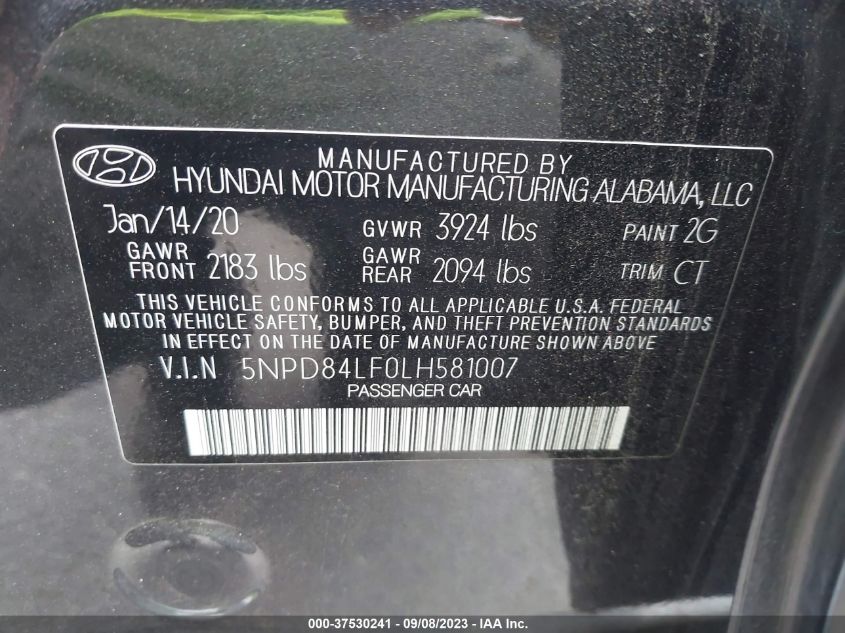 MANUFACTURED BY
HYUNDAI MOTOR MANUFACTURING ALABAMA, LLC
Jan/14/20 GVWR 3924 lbs PAINT 2G
GAWR FRONT 2183 lbs GAWR REAR 2094 lbs TRIM CT
THIS VEHICLE CONFORMS TO ALL APPLICABLE U.S.A. FEDERAL
MOTOR VEHICLE SAFETY, BUMPER, AND THEFT PREVENTION STANDARDS
IN EFFECT ON THE DATE OF MANUFACTURE SHOWN ABOVE
V.I.N 5NPD84LF0LH581007
PASSENGER CAR
000-37530241 - 09/08/2023 - IAA Inc.